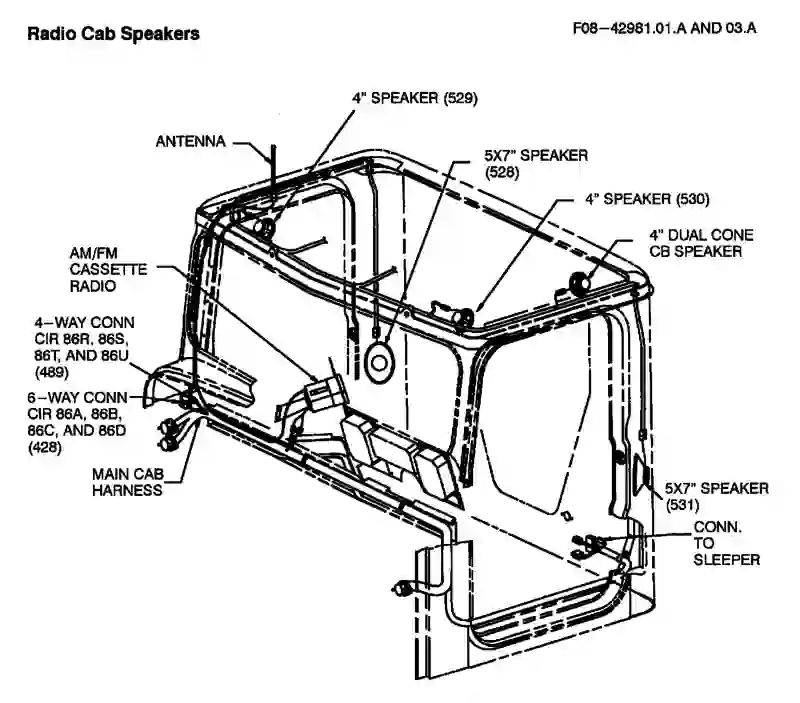 Radio Cab Speakers
F08-42981.01.A AND 03.A
4" SPEAKER (529)
ANTENNA
5X7" SPEAKER
(528)
4" SPEAKER (530)
4" DUAL CONE
CB SPEAKER
AM/FM
CASSETTE
RADIO
4-WAY CONN
CIR 86R, 86S,
86T, AND 86U
(489)
6-WAY CONN
CIR 86A, 86B,
86C, AND 86D
(428)
MAIN CAB
HARNESS
5X7" SPEAKER
(531)
CONN.
TO
SLEEPER